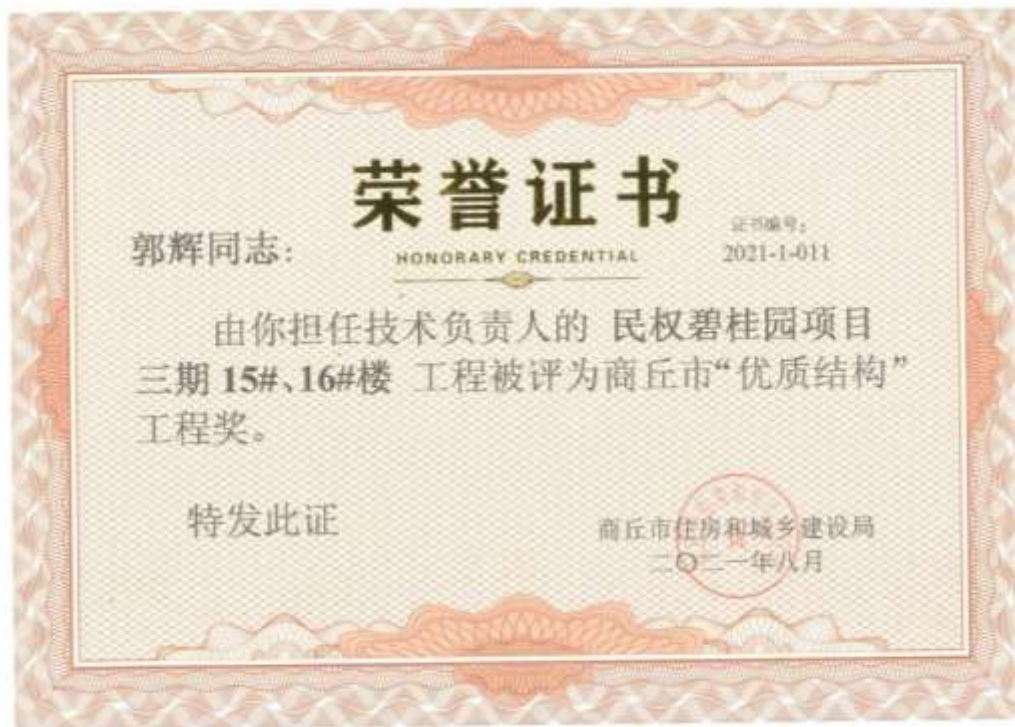 荣誉证书
HONORARY CREDENTIAL
证书编号:
2021-1-011
郭辉同志:
由你担任技术负责人的 民权碧桂园项目
三期 15#、16#楼 工程被评为商丘市“优质结构”
工程奖。
特发此证
商丘市住房和城乡建设局
二〇二一年八月